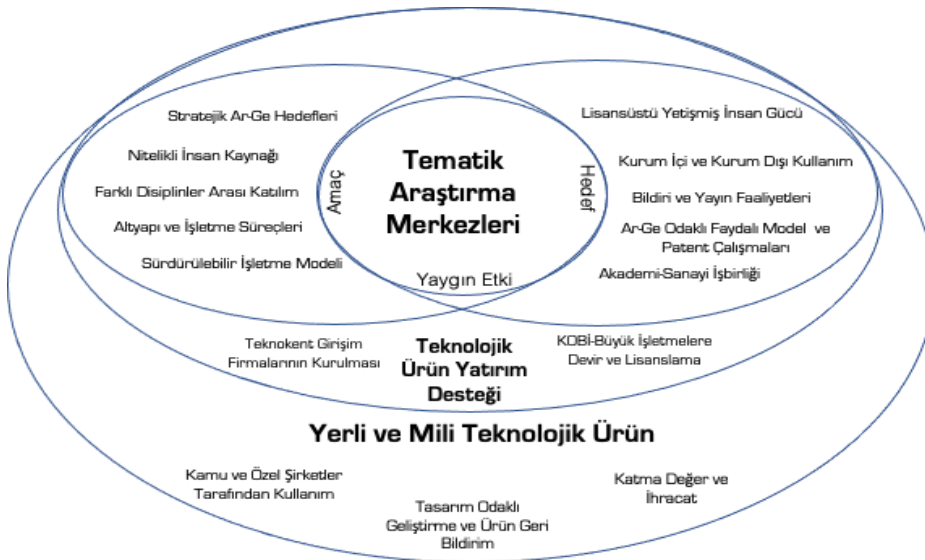 Stratejik Ar-Ge Hedefleri
Nitelikli İnsan Kaynağı
Farklı Disiplinler Arası Katılım
Altyapı ve İşletme Süreçleri
Sürdürülebilir İşletme Modeli
Amaç
Tematik
Araştırma
Merkezleri
Hedef
Yaygın Etki
Lisansüstü Yetişmiş İnsan Gücü
Kurum İçi ve Kurum Dışı Kullanım
Bildiri ve Yayın Faaliyetleri
Ar-Ge Odaklı Faydalı Model ve
Patent Çalışmaları
Akademi-Sanayi İşbirliği
Teknokent Girişim
Firmalarının Kurulması
Teknolojik
Ürün Yatırım
Desteği
KOBİ-Büyük İşletmelere
Devir ve Lisanslama
Yerli ve Mili Teknolojik Ürün
Kamu ve Özel Şirketler
Tarafından Kullanım
Tasarım Odaklı
Geliştirme ve Ürün Geri
Bildirim
Katma Değer ve
İhracat